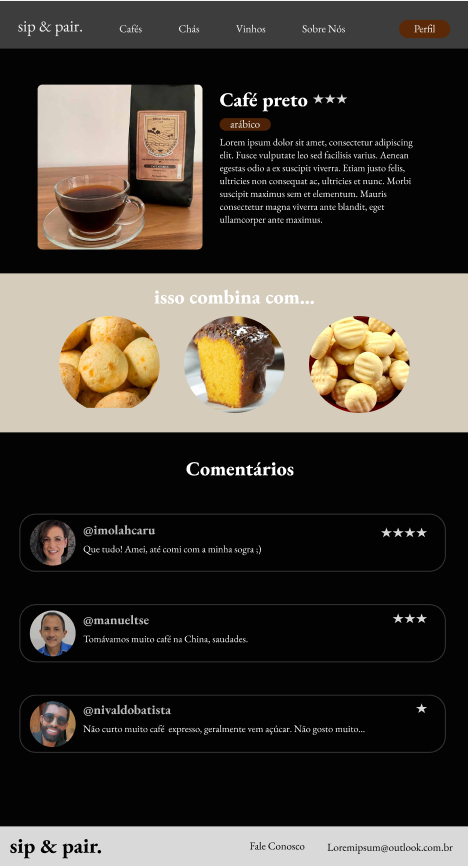 sip & pair.
Cafés
Chás
Vinhos
Sobre Nós
Perfil
Café preto
arábico
Lorem ipsum dolor sit amet, consectetur adipiscing
elit. Fusce vulputate leo sed facilisis varius. Aenean
egestas odio a ex suscipit viverra. Etiam justo felis,
ultricies non consequat ac, ultricies et nunc. Morbi
suscipit maximus sem et elementum. Mauris
consectetur magna viverra ante blandit, eget
ullamcorper ante maximus.
isso combina com...
Comentários
@imolahcaru
Que tudo! Amei, até comi com a minha sogra ;)
@manueltse
Tomávamos muito café na China, saudades.
@nivaldobatista
Não curto muito café expresso, geralmente vem açúcar. Não gosto muito...
sip & pair.
Fale Conosco
Loremipsum@outlook.com.br